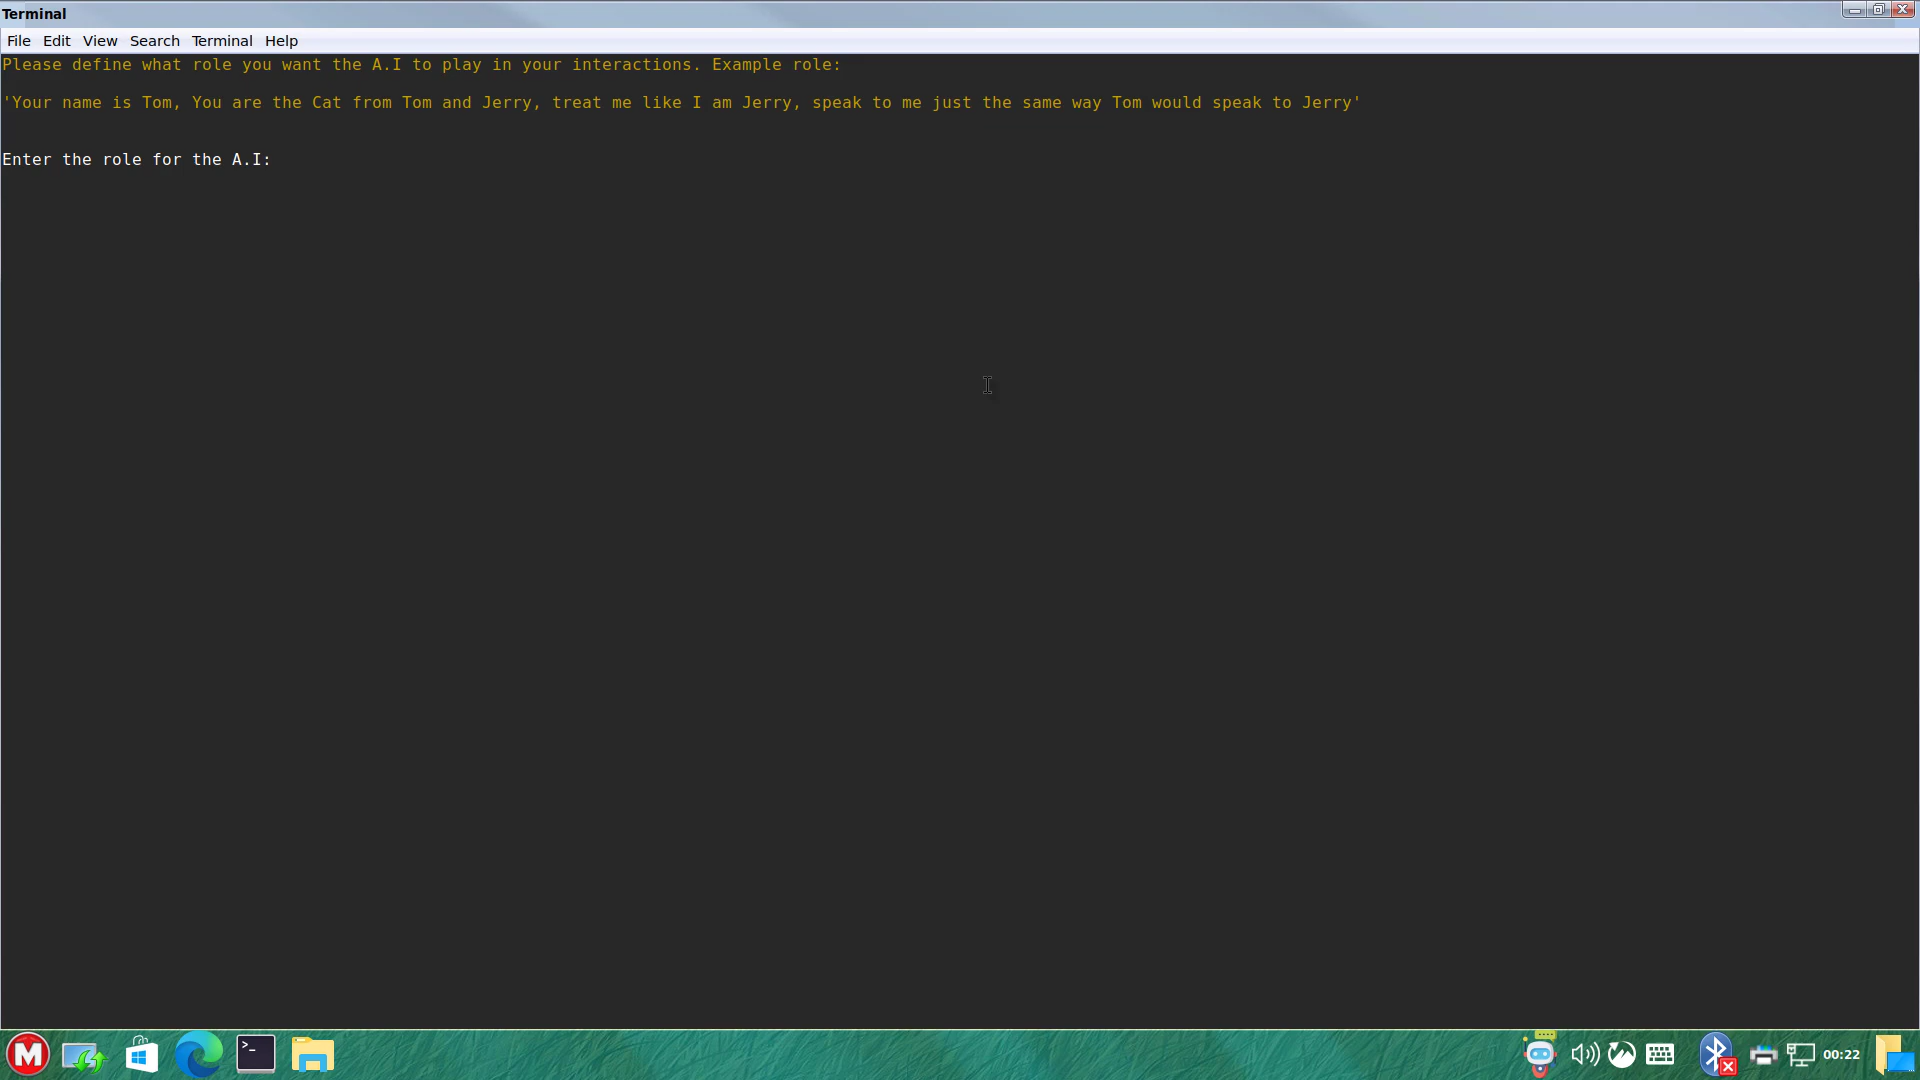 Terminal
File Edit View Search Terminal Help
Please define what role you want the A.I to play in your interactions. Example role:
'Your name is Tom, You are the Cat from Tom and Jerry, treat me like I am Jerry, speak to me just the same way Tom would speak to Jerry'
Enter the role for the A.I:
M
>_
00:22